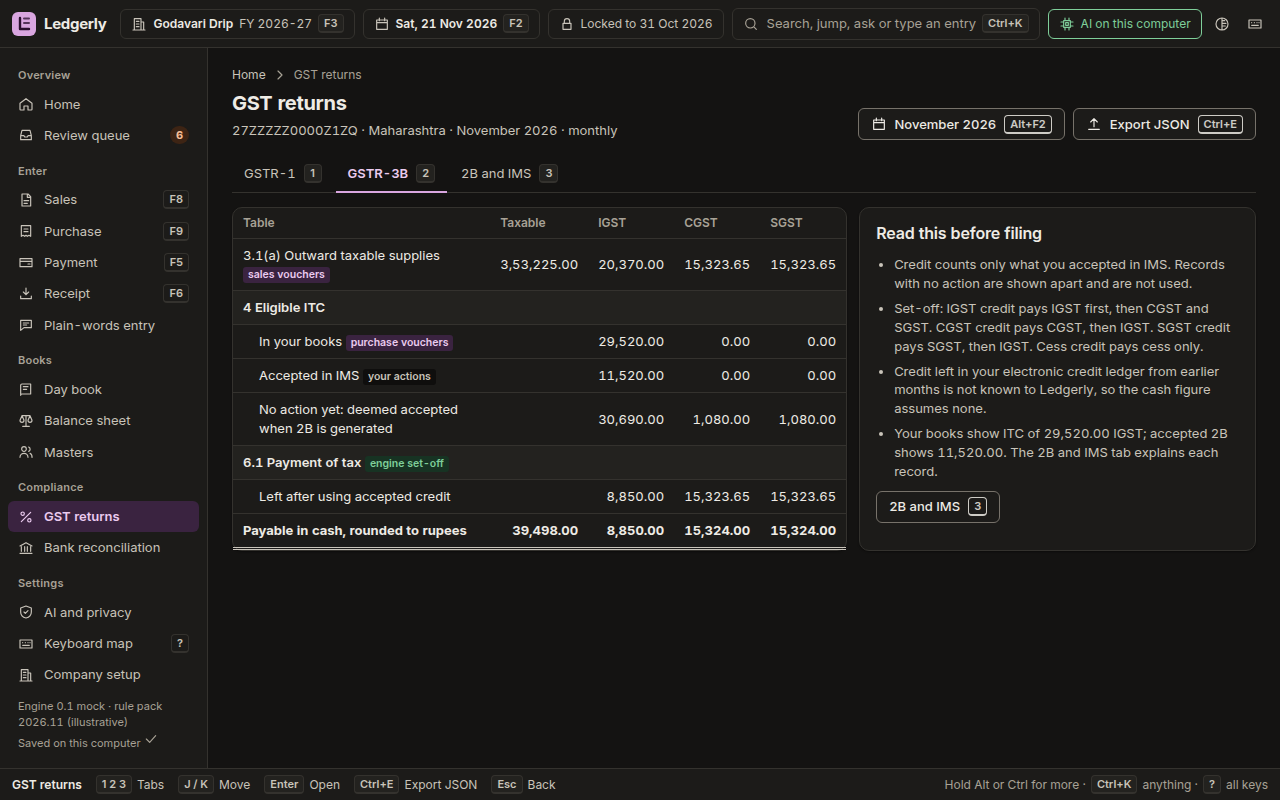 Ledgerly
Godavari Drip FY 2026-27 F3
Sat, 21 Nov 2026 F2
Locked to 31 Oct 2026
Search, jump, ask or type an entry Ctrl+K
AI on this computer
Overview
Home
Review queue 6
Enter
Sales F8
Purchase F9
Payment F5
Receipt F6
Plain-words entry
Books
Day book
Balance sheet
Masters
Compliance
GST returns
Bank reconciliation
Settings
AI and privacy
Keyboard map ?
Company setup
Engine 0.1 mock · rule pack
2026.11 (illustrative)
Saved on this computer
Home > GST returns
GST returns
27ZZZZZ0000Z1ZQ · Maharashtra · November 2026 · monthly
November 2026 Alt+F2
Export JSON Ctrl+E
GSTR-1 1
GSTR-3B 2
2B and IMS 3
Table Taxable IGST CGST SGST
3.1(a) Outward taxable supplies
sales vouchers
3,53,225.00 20,370.00 15,323.65 15,323.65
4 Eligible ITC
In your books purchase vouchers 29,520.00 0.00 0.00
Accepted in IMS your actions 11,520.00 0.00 0.00
No action yet: deemed accepted
when 2B is generated
30,690.00 1,080.00 1,080.00
6.1 Payment of tax engine set-off
Left after using accepted credit 8,850.00 15,323.65 15,323.65
Payable in cash, rounded to rupees 39,498.00 8,850.00 15,324.00 15,324.00
Read this before filing
• Credit counts only what you accepted in IMS. Records
with no action are shown apart and are not used.
• Set-off: IGST credit pays IGST first, then CGST and
SGST. CGST credit pays CGST, then IGST. SGST credit
pays SGST, then IGST. Cess credit pays cess only.
• Credit left in your electronic credit ledger from earlier
months is not known to Ledgerly, so the cash figure
assumes none.
• Your books show ITC of 29,520.00 IGST; accepted 2B
shows 11,520.00. The 2B and IMS tab explains each
record.
2B and IMS 3
GST returns 1 2 3 Tabs J / K Move Enter Open Ctrl+E Export JSON Esc Back
Hold Alt or Ctrl for more · Ctrl+K anything · ? all keys